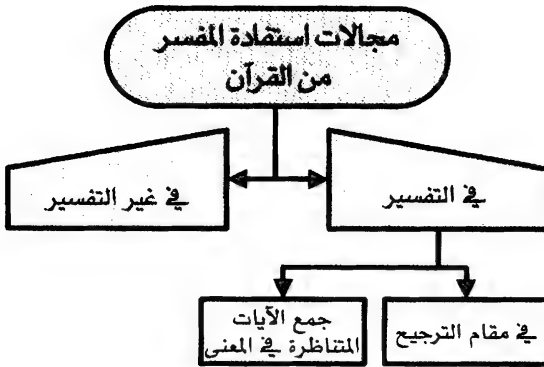 مجالات استفادة المفسر
من القرآن
في التفسير
في غير التفسير
في مقام الترجيح
جمع الآيات
المتناظرة في المعنى